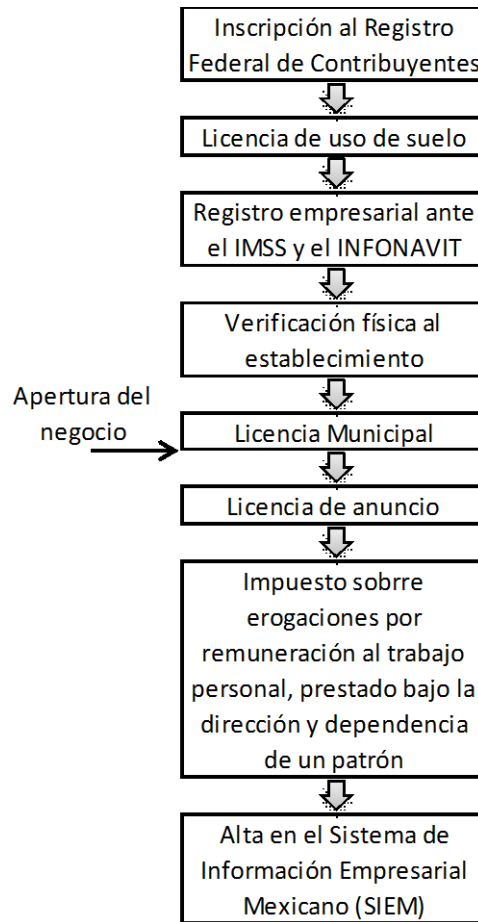 Inscripción al Registro
Federal de Contribuyentes
Licencia de uso de suelo
Registro empresarial ante
el IMSS y el INFONAVIT
Verificación física al
establecimiento
Apertura del
negocio
Licencia Municipal
Licencia de anuncio
Impuesto sobrre
erogaciones por
remuneración al trabajo
personal, prestado bajo la
dirección y dependencia
de un patrón
Alta en el Sistema de
Información Empresarial
Mexicano (SIEM)